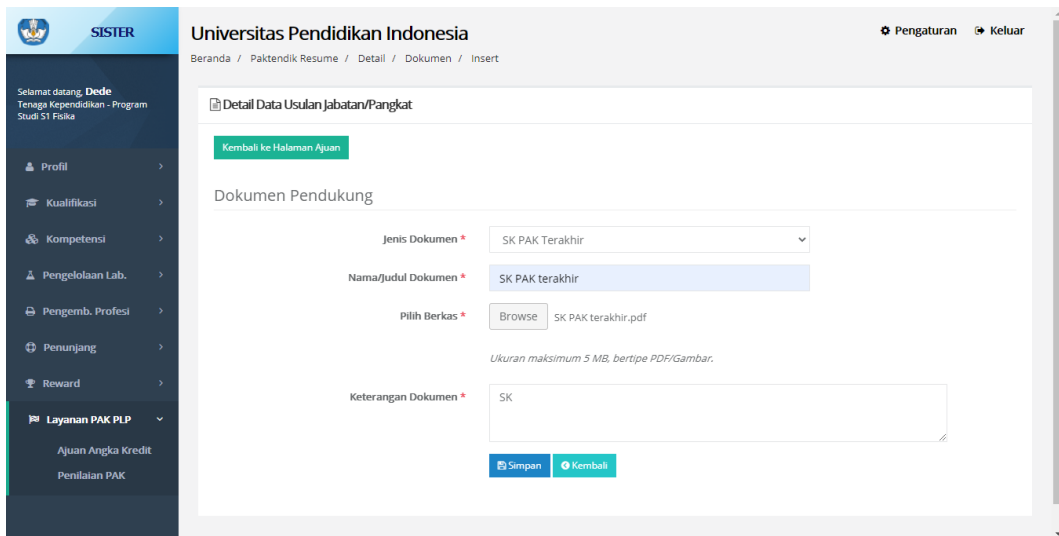 SISTER
Universitas Pendidikan Indonesia
Pengaturan
Keluar
Beranda / Paktendik Resume / Detail / Dokumen / Insert
Selamat datang, Dede
Tenaga Kependidikan - Program
Studi S1 Fisika
Profil
Kualifikasi
Kompetensi
Pengelolaan Lab.
Pengemb. Profesi
Penunjang
Reward
Layanan PAK PLP
Ajuan Angka Kredit
Penilaian PAK
Detail Data Usulan Jabatan/Pangkat
Kembali ke Halaman Ajuan
Dokumen Pendukung
Jenis Dokumen * SK PAK Terakhir
Nama/Judul Dokumen * SK PAK terakhir
Pilih Berkas * Browse SK PAK terakhir.pdf
Ukuran maksimum 5 MB, bertipe PDF/Gambar.
Keterangan Dokumen * SK
Simpan Kembali